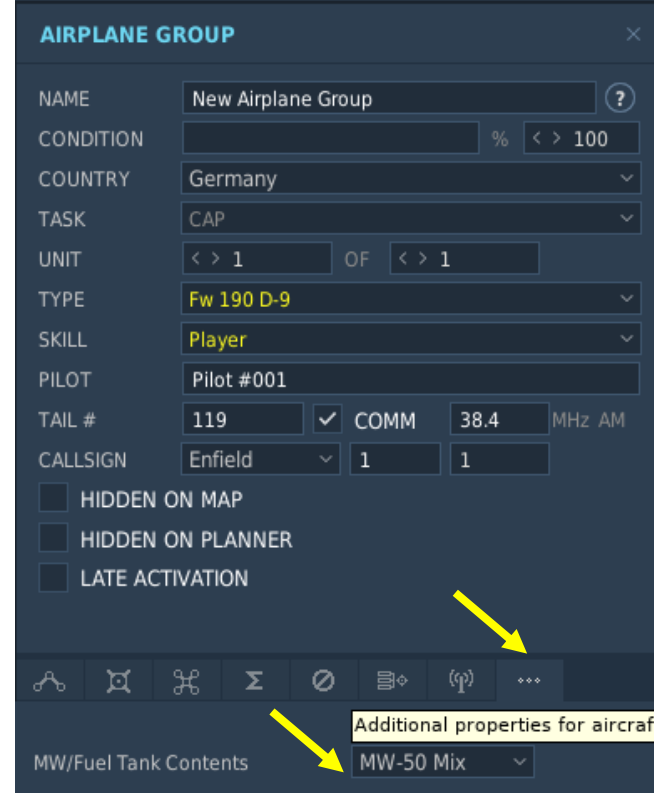 AIRPLANE GROUP ×
NAME New Airplane Group ?
CONDITION % < > 100
COUNTRY Germany
TASK CAP
UNIT < > 1 OF < > 1
TYPE Fw 190 D-9
SKILL Player
PILOT Pilot #001
TAIL # 119 COMM 38.4 MHz AM
CALLSIGN Enfield 1 1
HIDDEN ON MAP
HIDDEN ON PLANNER
LATE ACTIVATION
Σ
Additional properties for aircraf
MW/Fuel Tank Contents MW-50 Mix